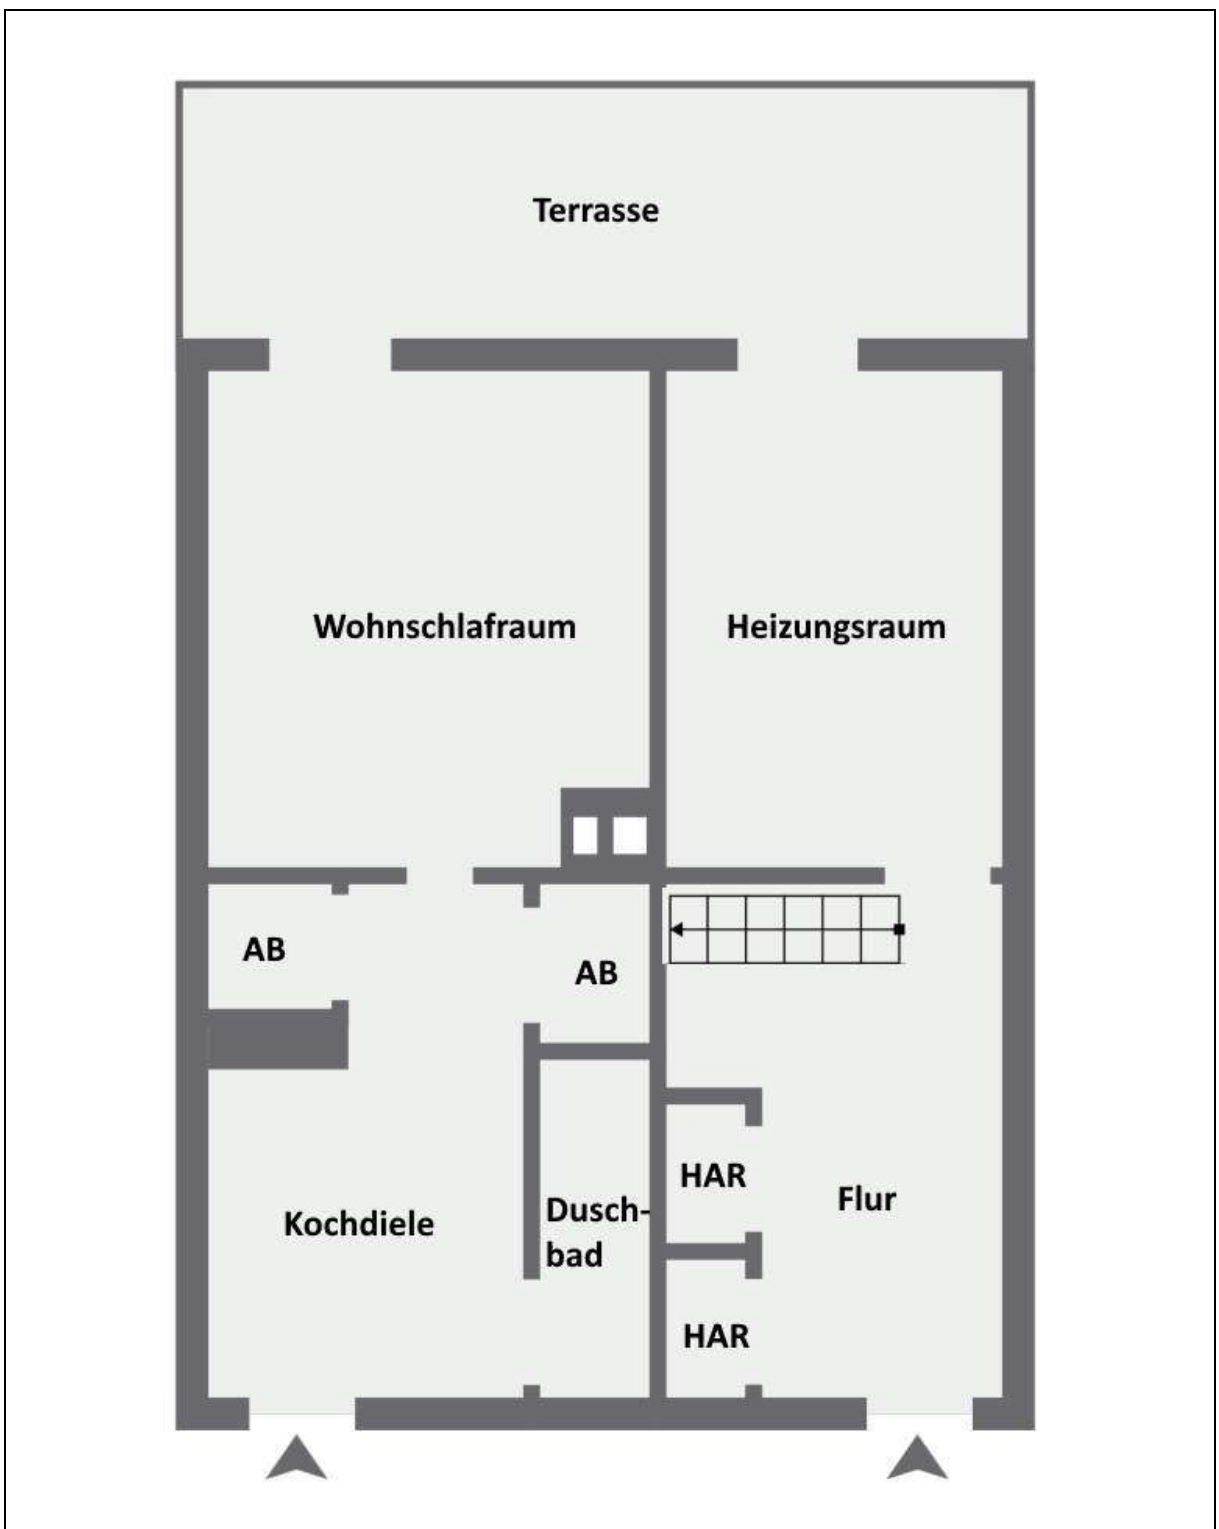 Terrasse
Wohnschlafraum
Heizungsraum
AB
AB
HAR
Flur
Kochdiele
Dusch-
bad
HAR